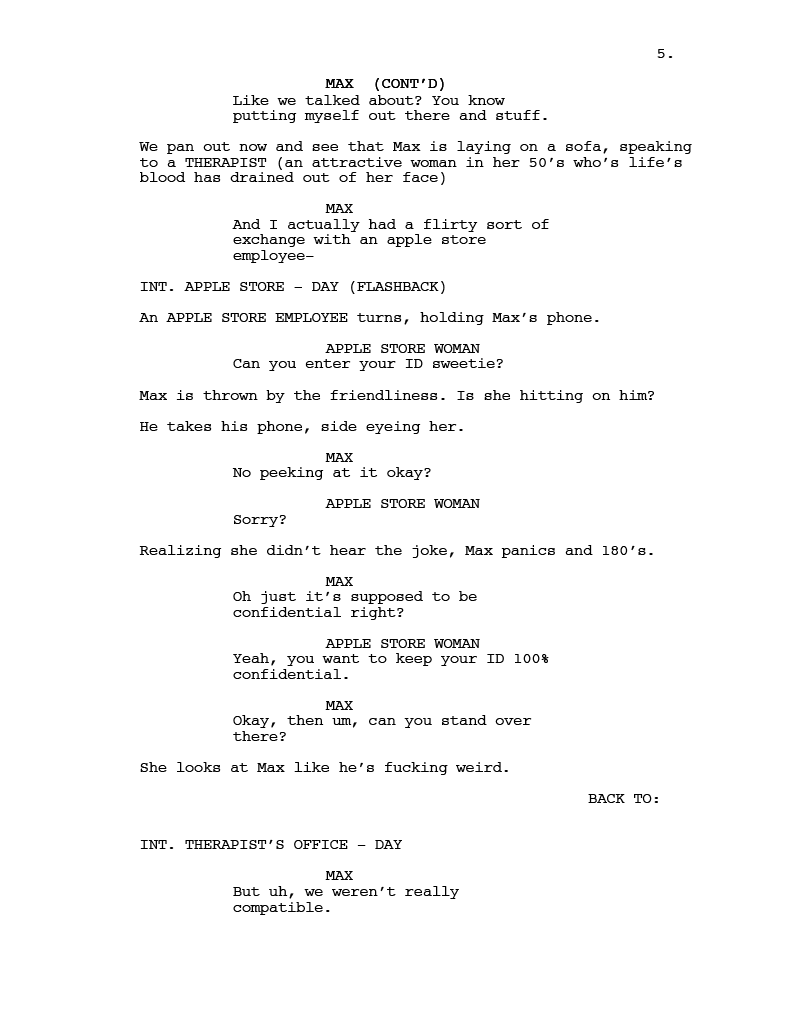 5.
MAX (CONT'D)
Like we talked about? You know
putting myself out there and stuff.
We pan out now and see that Max is laying on a sofa, speaking
to a THERAPIST (an attractive woman in her 50's who's life's
blood has drained out of her face)
MAX
And I actually had a flirty sort of
exchange with an apple store
employee–
INT. APPLE STORE – DAY (FLASHBACK)
An APPLE STORE EMPLOYEE turns, holding Max's phone.
APPLE STORE WOMAN
Can you enter your ID sweetie?
Max is thrown by the friendliness. Is she hitting on him?
He takes his phone, side eyeing her.
MAX
No peeking at it okay?
APPLE STORE WOMAN
Sorry?
Realizing she didn't hear the joke, Max panics and 180's.
MAX
Oh just it's supposed to be
confidential right?
APPLE STORE WOMAN
Yeah, you want to keep your ID 100%
confidential.
MAX
Okay, then um, can you stand over
there?
She looks at Max like he's fucking weird.
BACK TO:
INT. THERAPIST'S OFFICE – DAY
MAX
But uh, we weren't really
compatible.